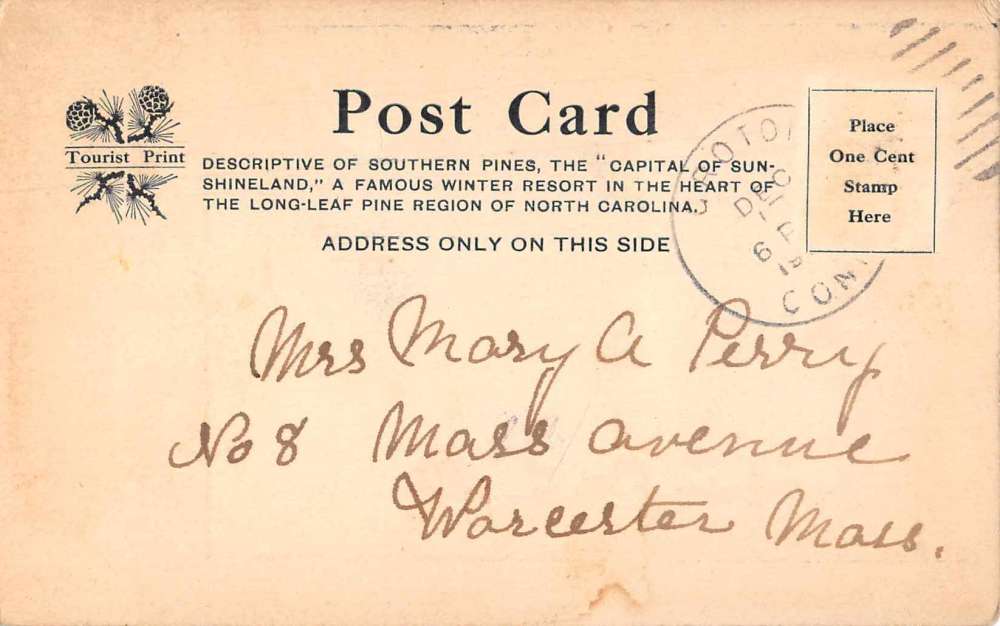 Post Card
Tourist Print
DESCRIPTIVE OF SOUTHERN PINES, THE "CAPITAL OF SUN-
SHINELAND," A FAMOUS WINTER RESORT IN THE HEART OF
THE LONG-LEAF PINE REGION OF NORTH CAROLINA.
ADDRESS ONLY ON THIS SIDE
Place
One Cent
Stamp
Here
DEC
6 P
CONN
Mrs Mary A Perry
No 8 Mass avenue
Worcester Mass.